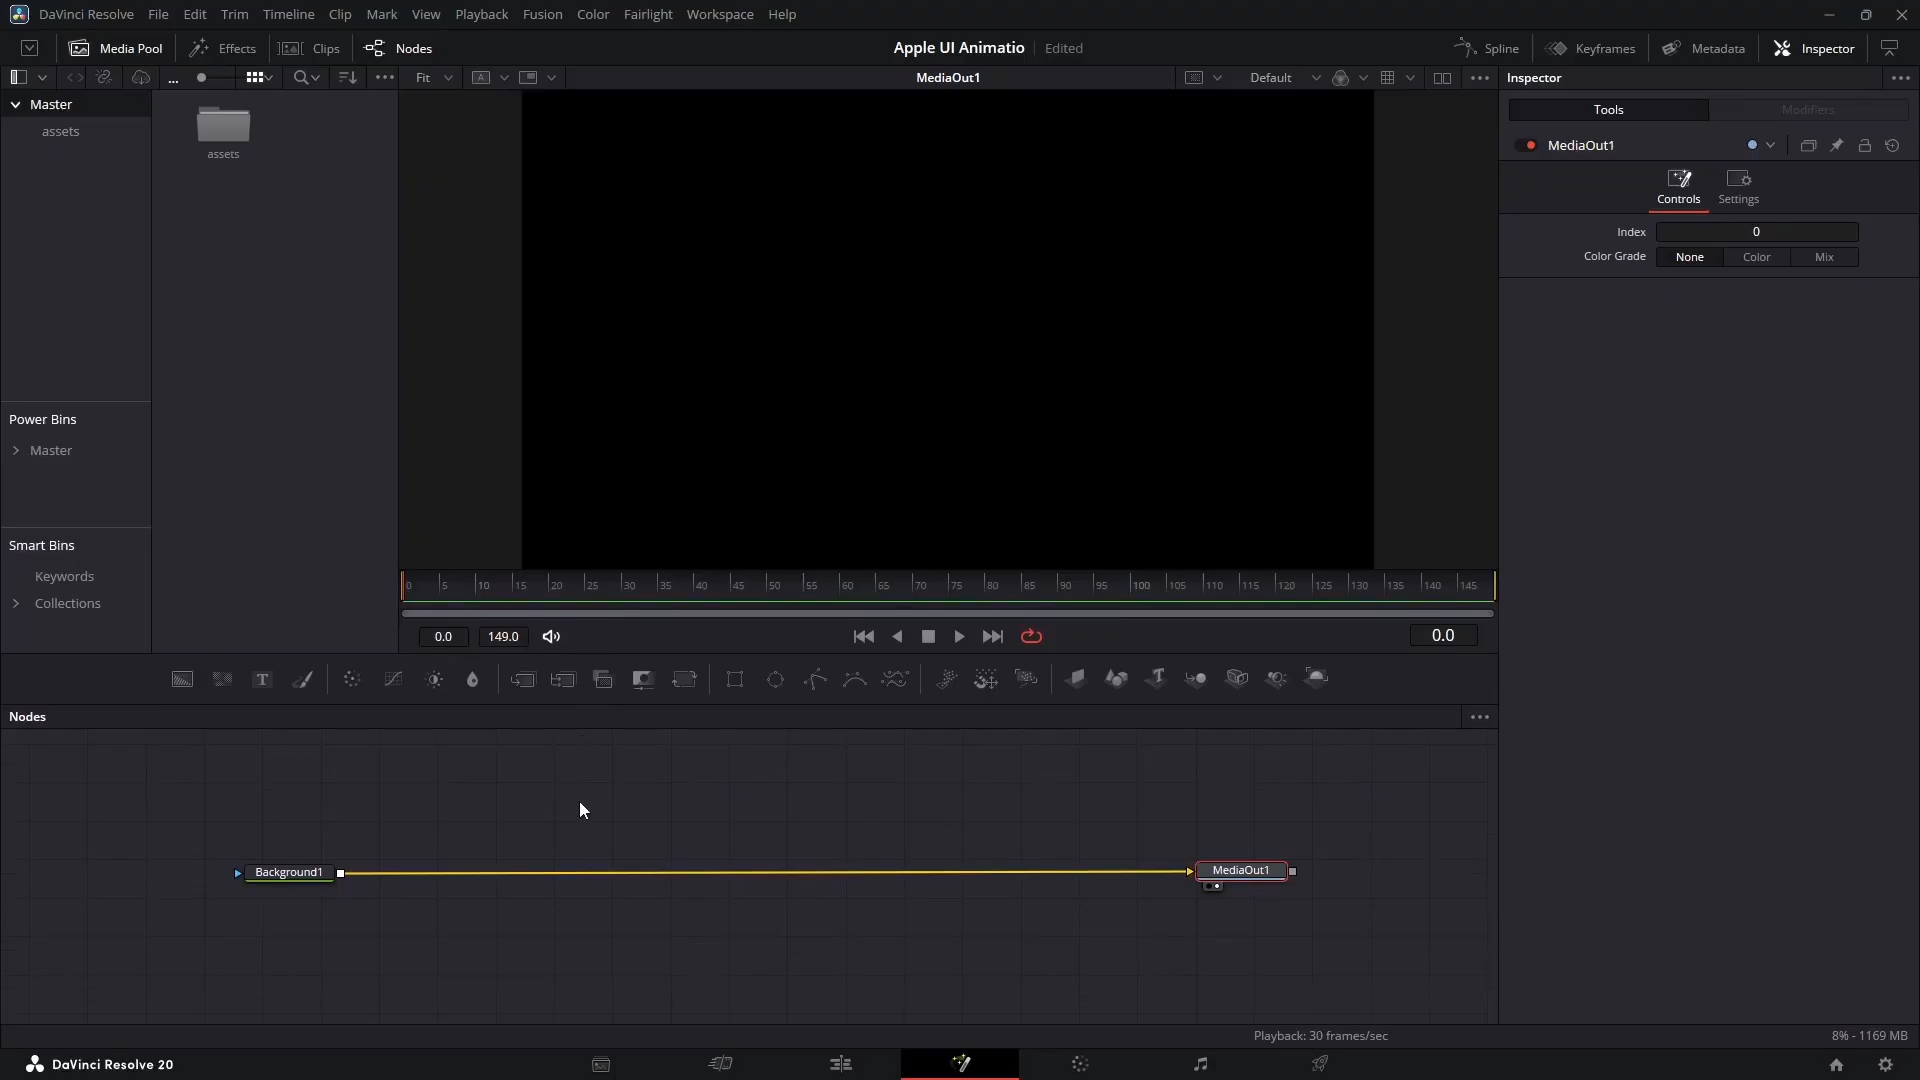 DaVinci Resolve File Edit Trim Timeline Clip Mark View Playback Fusion Color Fairlight Workspace Help
Media Pool Effects Clips Nodes Apple UI Animatio Edited Spline Keyframes Metadata Inspector
... Fit A MediaOut1 Default Inspector
Master
assets
assets
Tools Modifiers
MediaOut1
Controls Settings
Index 0
Color Grade None Color Mix
Power Bins
Master
Smart Bins
Keywords
Collections
0 5 10 15 20 25 30 35 40 45 50 55 60 65 70 75 80 85 90 95 100 105 110 115 120 125 130 135 140 145
0.0 149.0 0.0
T T
Nodes
Background1 MediaOut1
Playback: 30 frames/sec 8% - 1169 MB
DaVinci Resolve 20